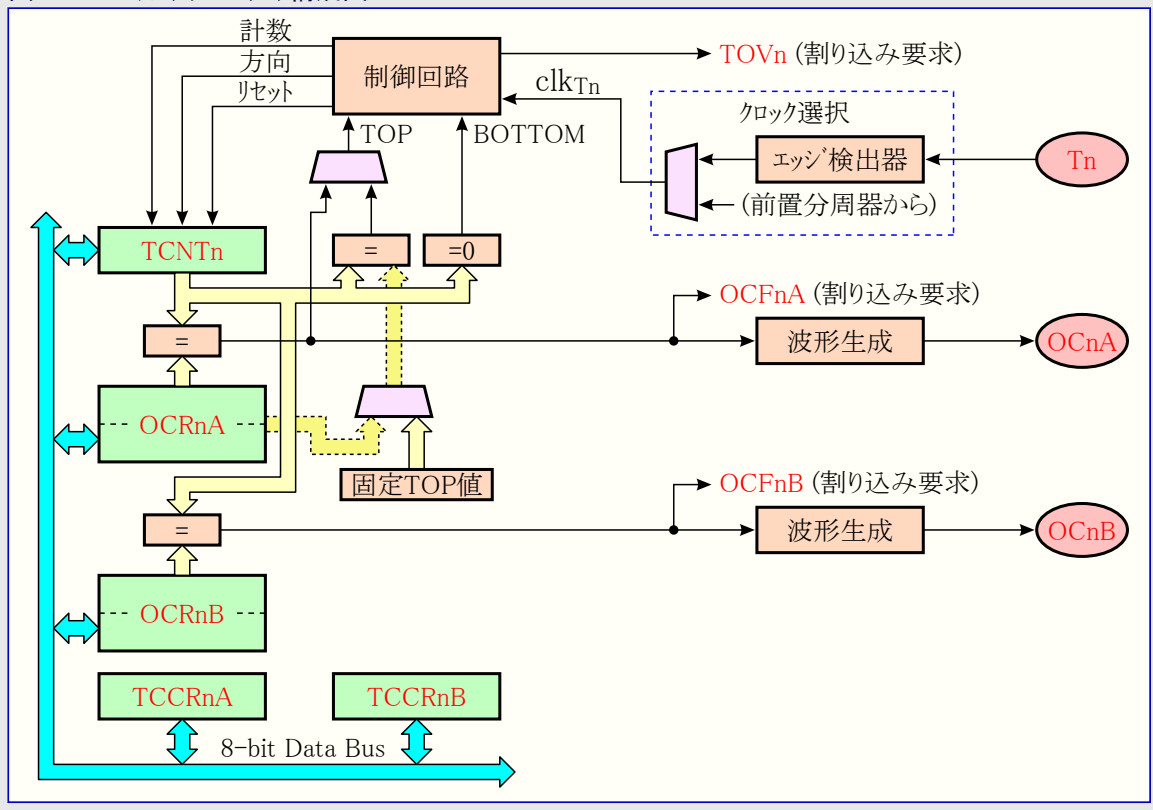 計数
方向
リセット
制御回路
TOVn (割り込み要求)
clkTn
クロック選択
TOP
BOTTOM
エッジ検出器
Tn
(前置分周器から)
TCNTn
=
=0
OCFnA (割り込み要求)
=
波形生成
OCnA
OCRnA
固定TOP値
OCFnB (割り込み要求)
=
波形生成
OCnB
OCRnB
TCCRnA
TCCRnB
8-bit Data Bus